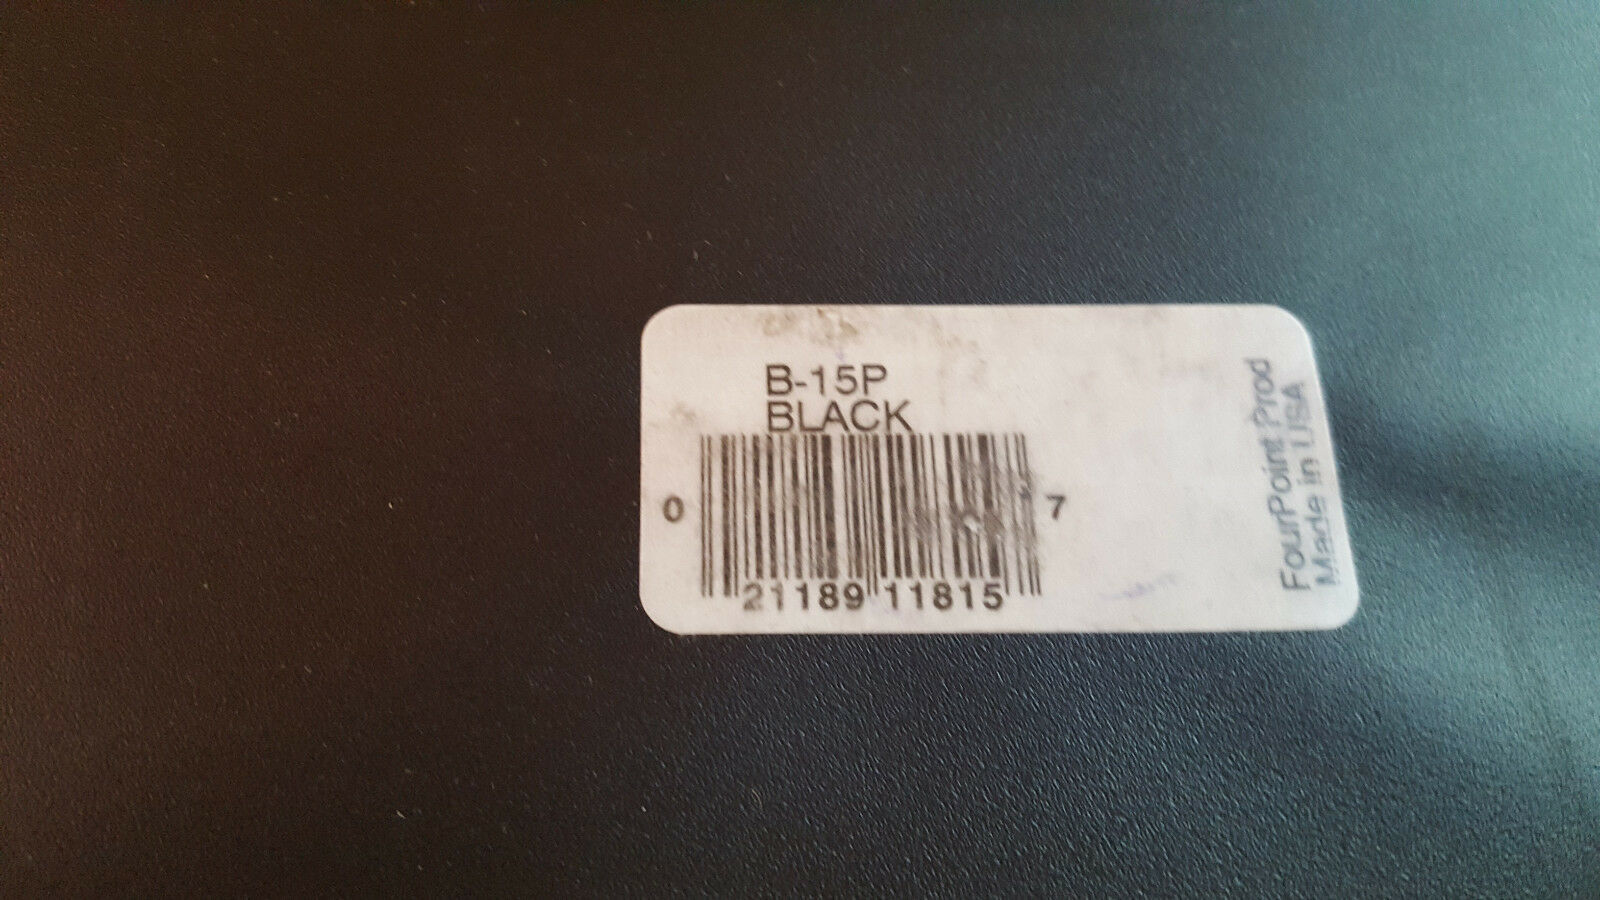 B-15P
BLACK
0 21189 11815 7
FourPoint Prod
Made in USA